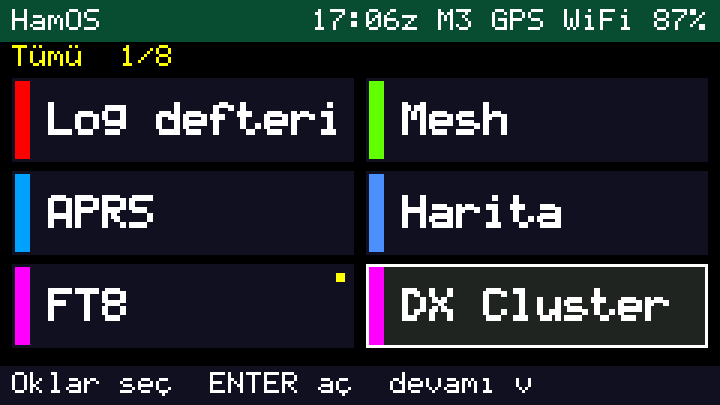 HamOS 17:06z M3 GPS WiFi 87%
Tümü 1/8
Log defteri Mesh
APRS Harita
FT8 DX Cluster
Oklar seç ENTER aç devamı v